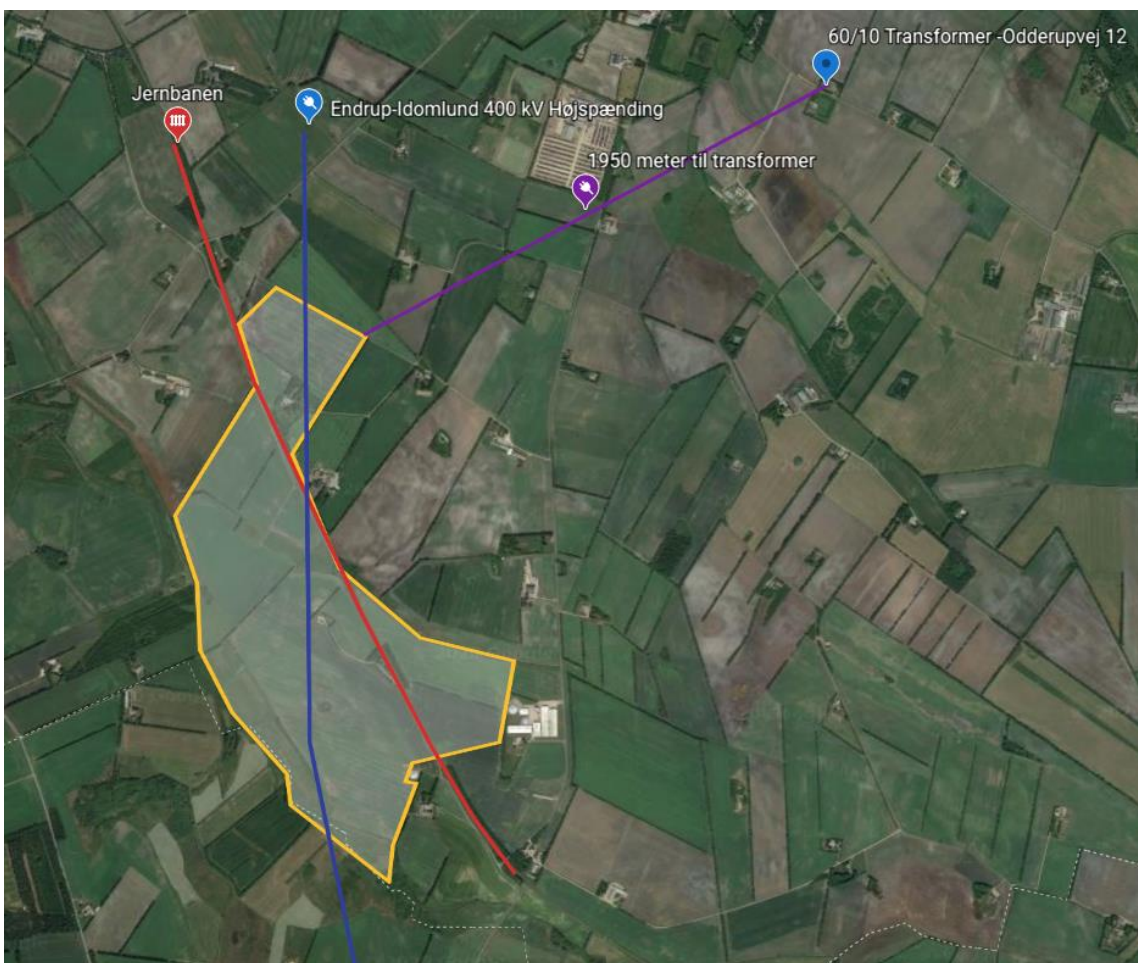 60/10 Transformer -Odderupvej 12
Jernbanen
Endrup-Idomlund 400 kV Højspænding
1950 meter til transformer